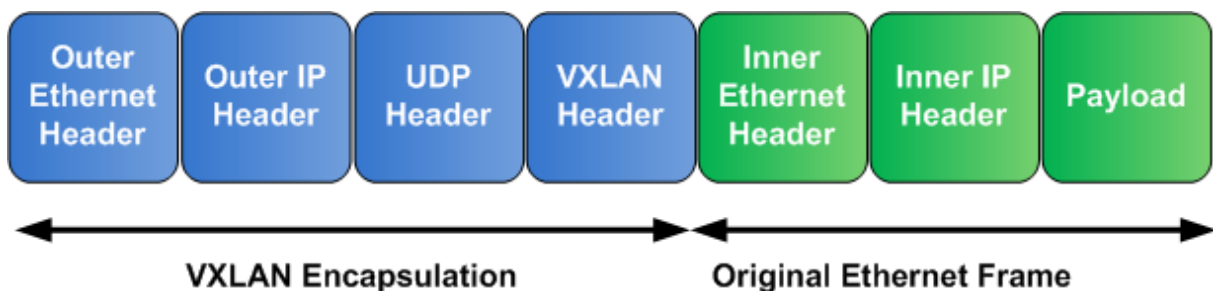 Outer
Ethernet
Header
Outer IP
Header
UDP
Header
VXLAN
Header
Inner
Ethernet
Header
Inner IP
Header
Payload
VXLAN Encapsulation
Original Ethernet Frame